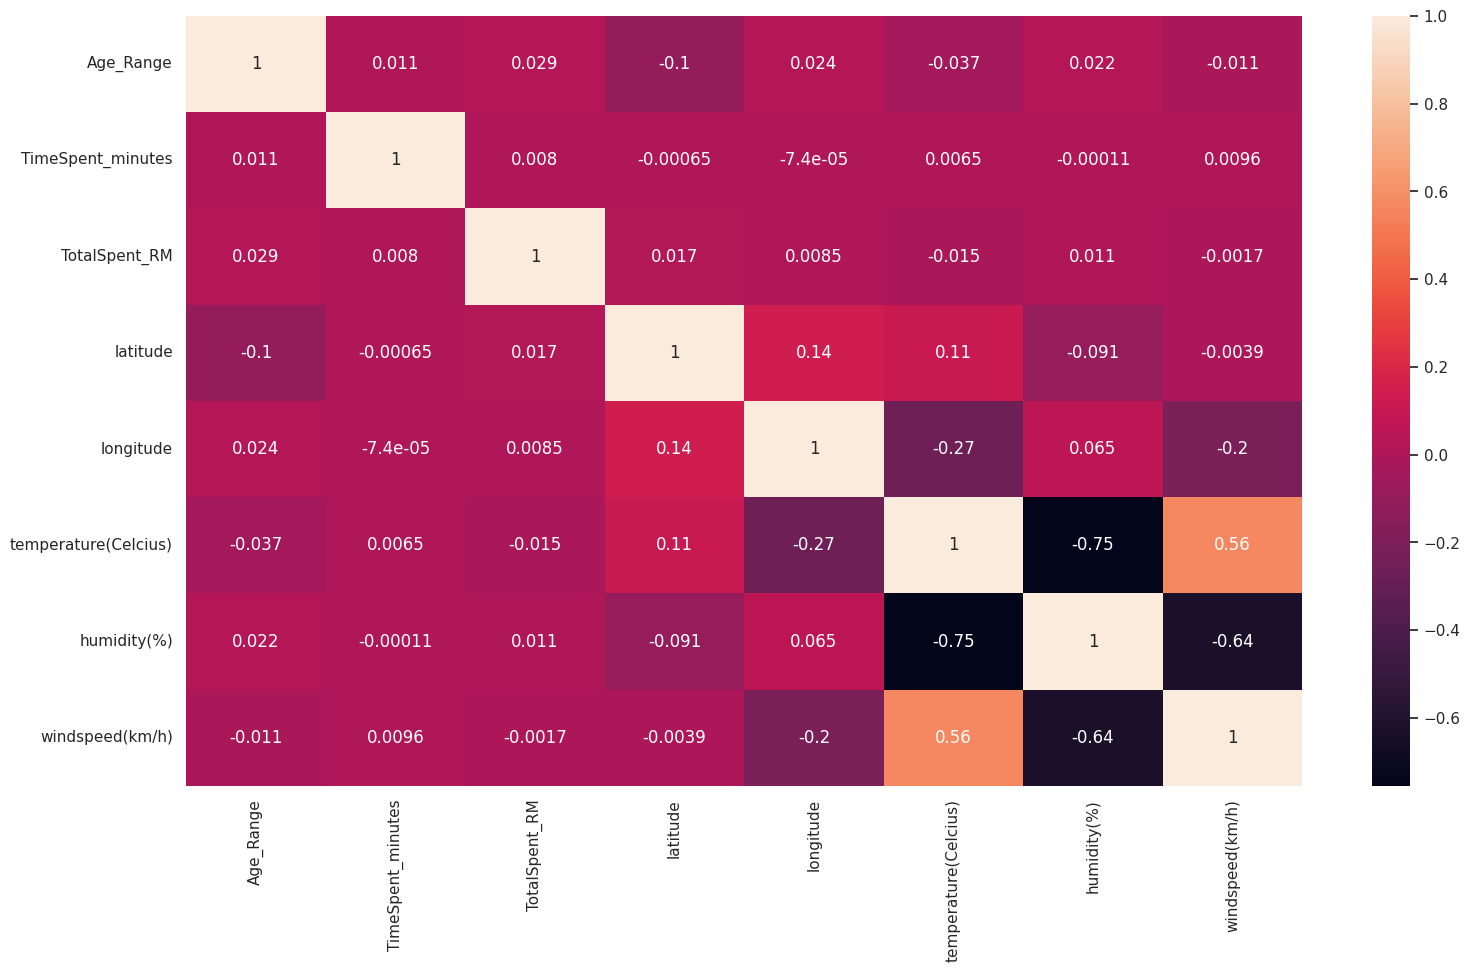 Age_Range 1 0.011 0.029 -0.1 0.024 -0.037 0.022 -0.011
TimeSpent_minutes 0.011 1 0.008 -0.00065 -7.4e-05 0.0065 -0.00011 0.0096
TotalSpent_RM 0.029 0.008 1 0.017 0.0085 -0.015 0.011 -0.0017
latitude -0.1 -0.00065 0.017 1 0.14 0.11 -0.091 -0.0039
longitude 0.024 -7.4e-05 0.0085 0.14 1 -0.27 0.065 -0.2
temperature(Celcius) -0.037 0.0065 -0.015 0.11 -0.27 1 -0.75 0.56
humidity(%) 0.022 -0.00011 0.011 -0.091 0.065 -0.75 1 -0.64
windspeed(km/h) -0.011 0.0096 -0.0017 -0.0039 -0.2 0.56 -0.64 1
Age_Range
TimeSpent_minutes
TotalSpent_RM
latitude
longitude
temperature(Celcius)
humidity(%)
windspeed(km/h)
1.0
0.8
0.6
0.4
0.2
0.0
−0.2
−0.4
−0.6